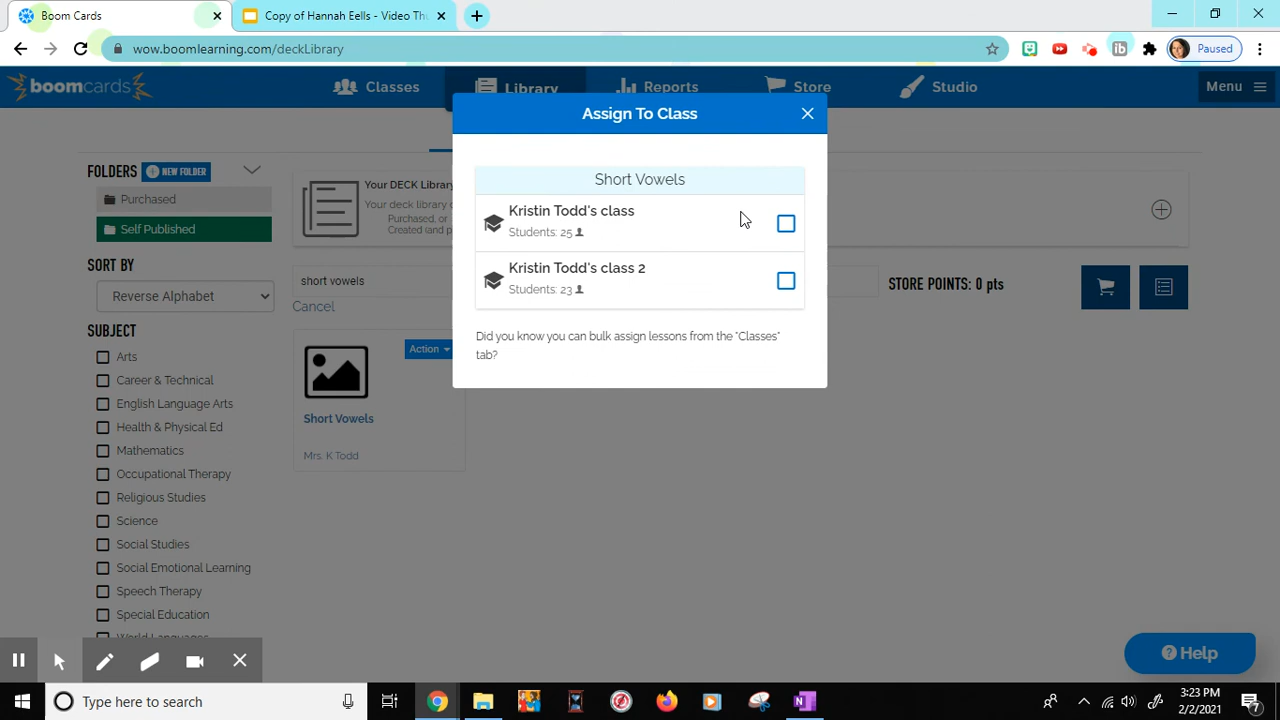 Boom Cards
Copy of Hannah Eells - Video Thu
wow.boomlearning.com/deckLibrary
Paused
boomcards
Classes
Library
Reports
Store
Studio
Menu
Assign To Class
FOLDERS
NEW FOLDER
Purchased
Self Published
Your DECK Library
Your deck library
Purchased, or
Created (and p
Short Vowels
Kristin Todd's class
Students: 25
Kristin Todd's class 2
Students: 23
Did you know you can bulk assign lessons from the "Classes"
tab?
SORT BY
Reverse Alphabet
short vowels
Cancel
STORE POINTS: 0 pts
SUBJECT
Arts
Career & Technical
English Language Arts
Health & Physical Ed
Mathematics
Occupational Therapy
Religious Studies
Science
Social Studies
Social Emotional Learning
Speech Therapy
Special Education
World Languages
Action
Short Vowels
Mrs. K Todd
Help
Type here to search
3:23 PM
2/2/2021
7